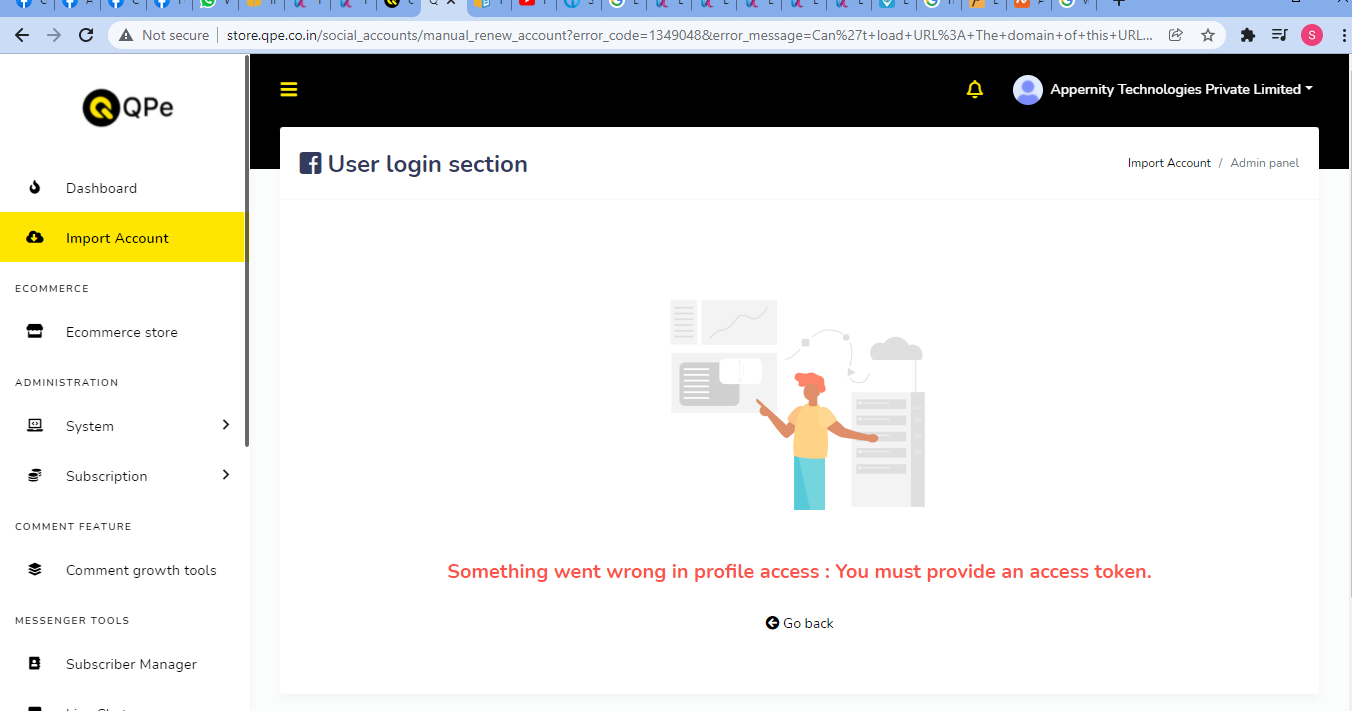 Not secure
store.qpe.co.in/social_accounts/manual_renew_account?error_code=1349048&error_message=Can%27t+load+URL%3A+The+domain+of+this+URL...
S
QPe
Appernity Technologies Private Limited
User login section
Import Account / Admin panel
Dashboard
Import Account
ECOMMERCE
Ecommerce store
ADMINISTRATION
System
Subscription
COMMENT FEATURE
Comment growth tools
MESSENGER TOOLS
Subscriber Manager
Something went wrong in profile access : You must provide an access token.
Go back